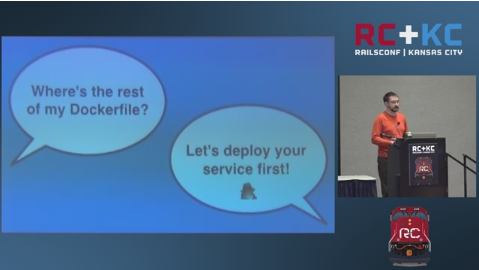 Where's the rest
of my Dockerfile?
Let's deploy your
service first!
RC+KC
RAILSCONF | KANSAS CITY
RC+KC
RC